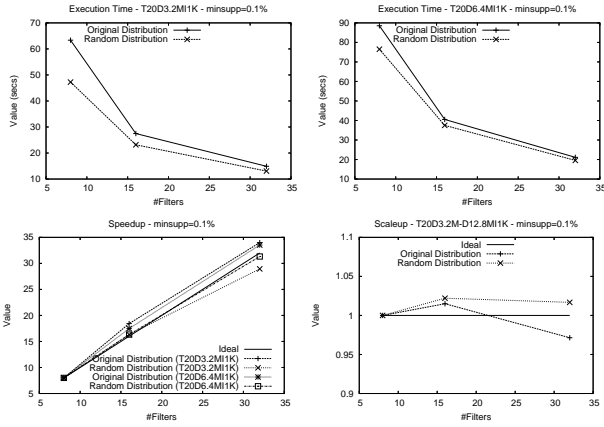 Execution Time - T20D3.2MI1K - minsupp=0.1%
Original Distribution
Random Distribution
Value (secs)
70
60
50
40
30
20
10
5 10 15 20 25 30 35
#Filters
Execution Time - T20D6.4MI1K - minsupp=0.1%
Original Distribution
Random Distribution
Value (secs)
90
80
70
60
50
40
30
20
10
5 10 15 20 25 30 35
#Filters
Speedup - minsupp=0.1%
Value
35
30
25
20
15
10
5
Ideal
Original Distribution (T20D3.2MI1K)
Random Distribution (T20D3.2MI1K)
Original Distribution (T20D6.4MI1K)
Random Distribution (T20D6.4MI1K)
5 10 15 20 25 30 35
#Filters
Scaleup - T20D3.2M-D12.8MI1K - minsupp=0.1%
Ideal
Original Distribution
Random Distribution
Value
1.1
1.05
1
0.95
0.9
5 10 15 20 25 30 35
#Filters